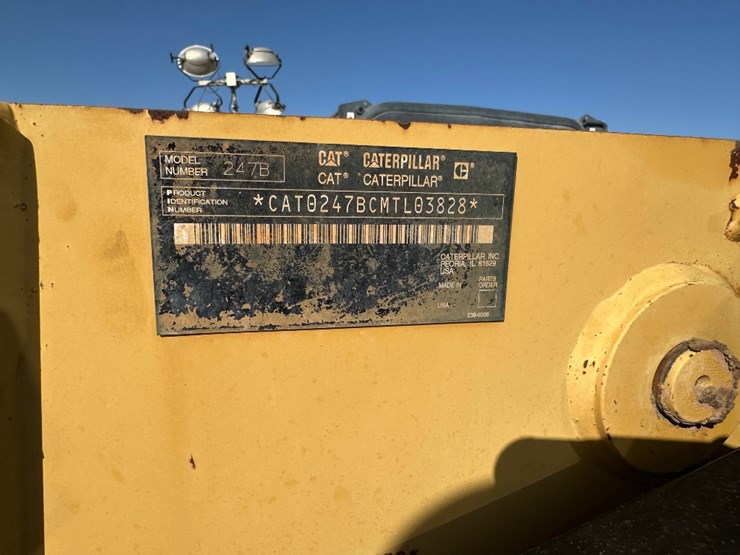 MODEL NUMBER 247B
CAT® CATERPILLAR®
CAT® CATERPILLAR®
PRODUCT IDENTIFICATION NUMBER
*CAT0247BCMTL03828*
CATERPILLAR INC.
PEORIA, IL 61629
USA
MADE IN
USA
PARTS ORDER